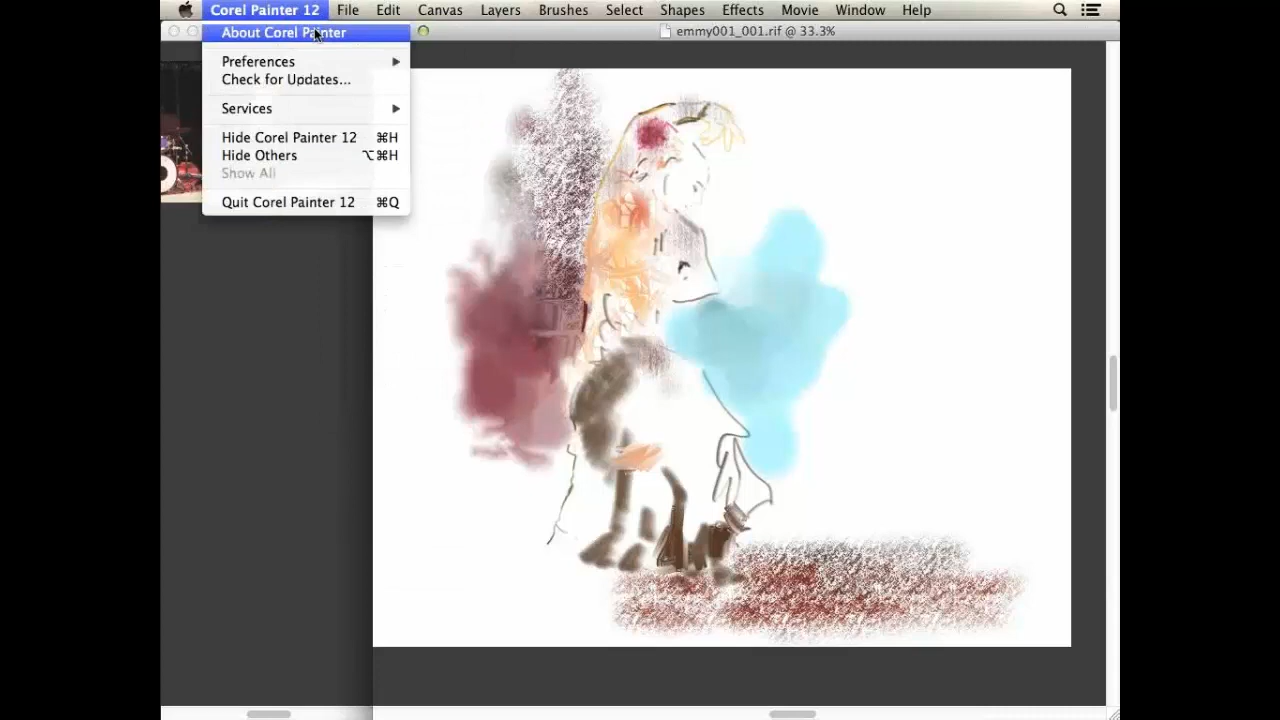 Corel Painter 12 File Edit Canvas Layers Brushes Select Shapes Effects Movie Window Help
emmy001_001.rif @ 33.3%
About Corel Painter
Preferences
Check for Updates...
Services
Hide Corel Painter 12 ⌘H
Hide Others ⌥⌘H
Show All
Quit Corel Painter 12 ⌘Q